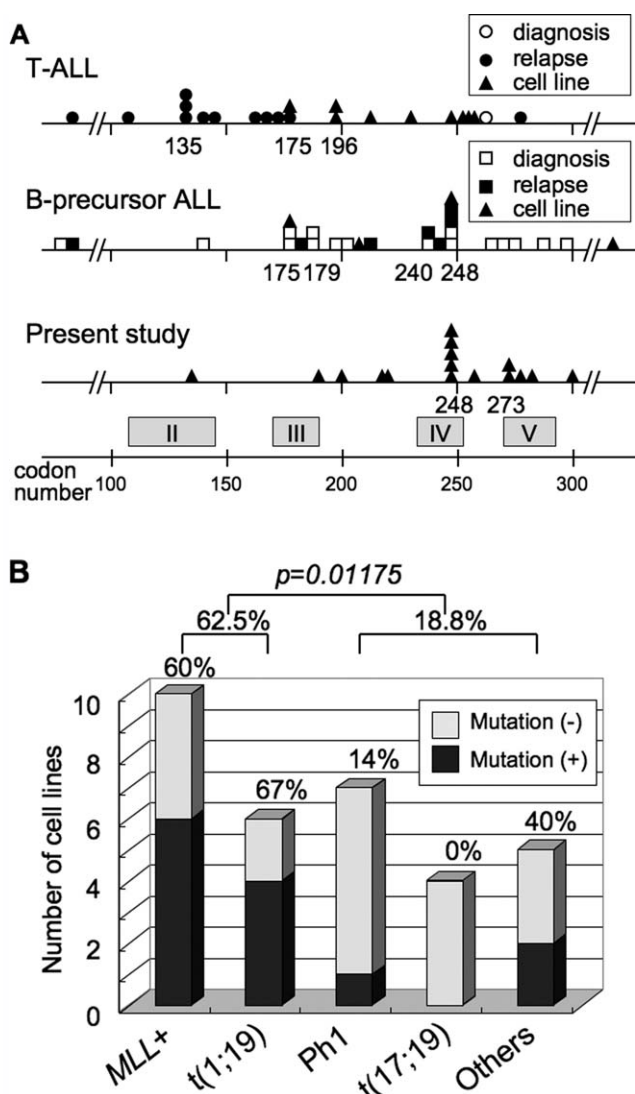 A
T-ALL
diagnosis
relapse
cell line
135 175 196
B-precursor ALL
diagnosis
relapse
cell line
175 179 240 248
Present study
248 273
II III IV V
codon
number 100 150 200 250 300
B
p=0.01175
62.5% 18.8%
60% 67% 14% 0% 40%
Mutation (-)
Mutation (+)
Number of cell lines
10
8
6
4
2
0
MLL+ t(1;19) Ph1 t(17;19) Others